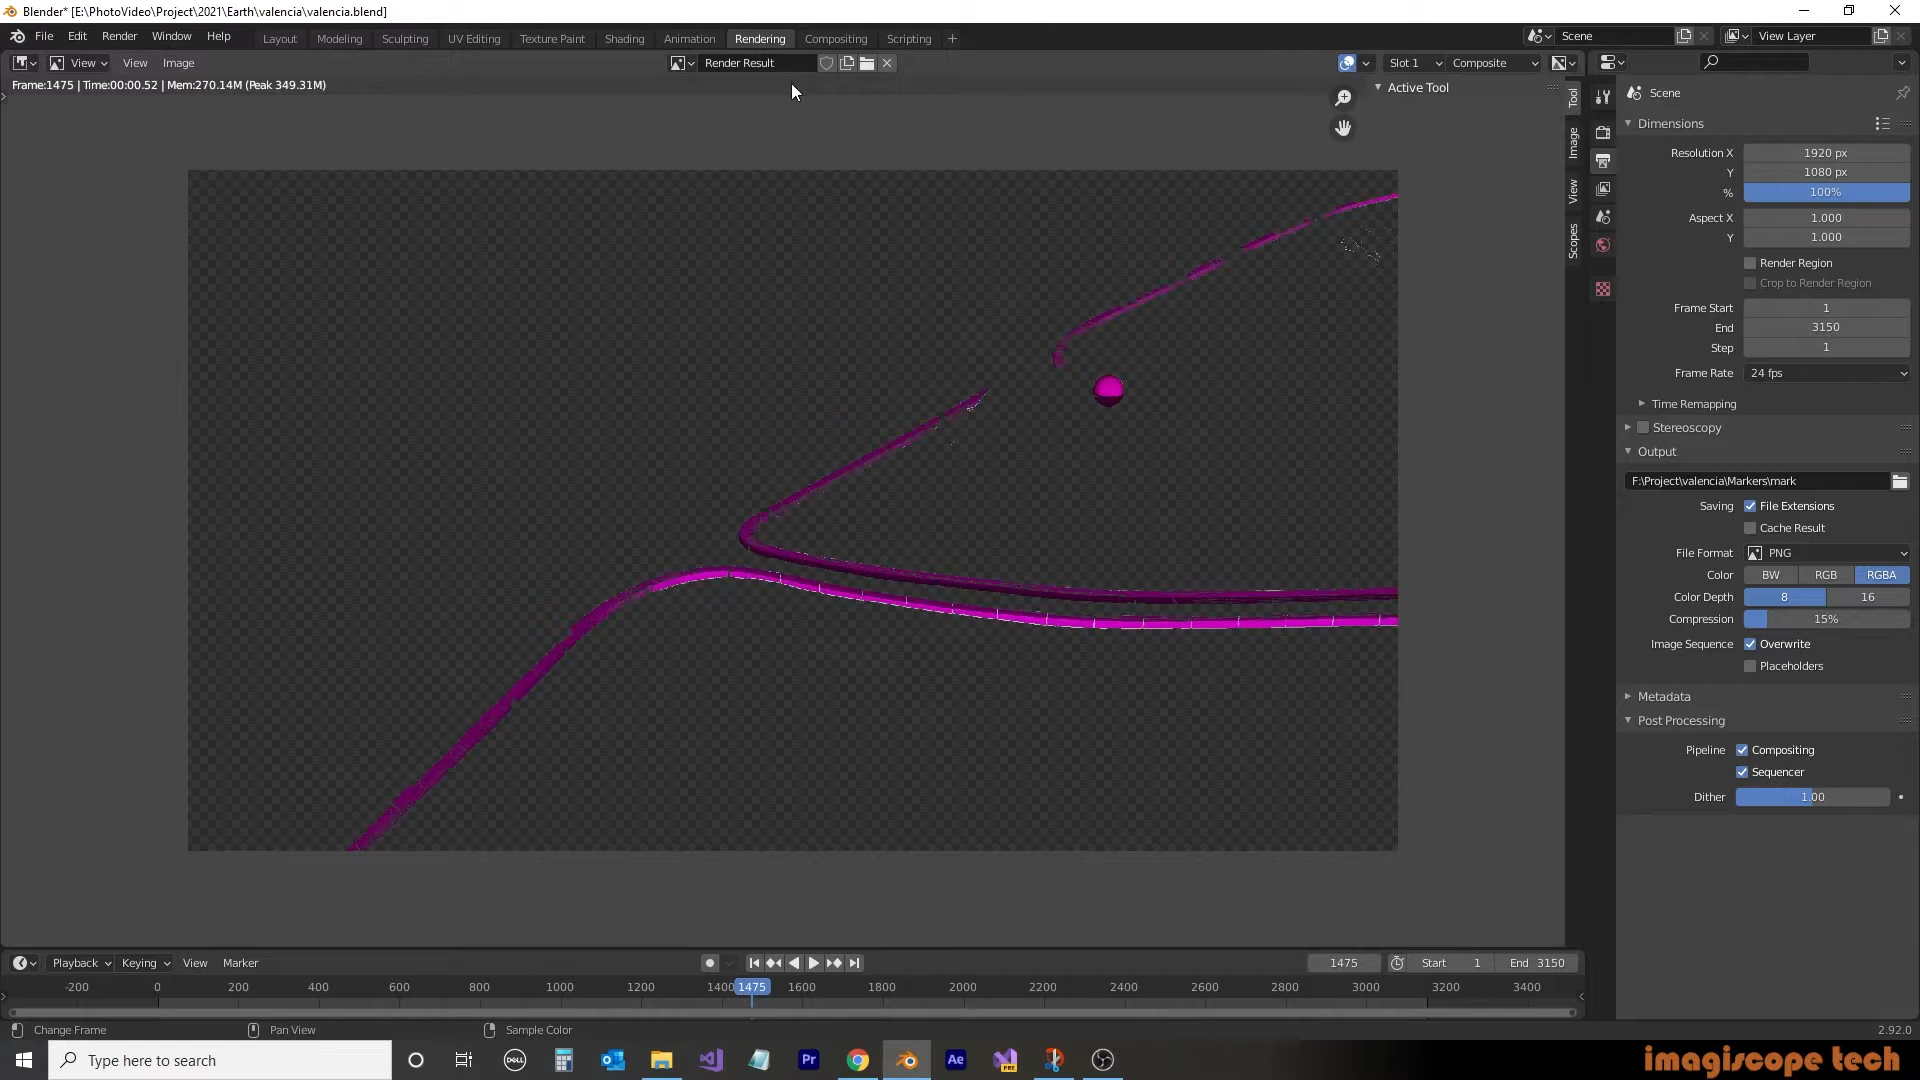 Blender* [E:\PhotoVideo\Project\2021\Earth\valencia\valencia.blend]
File Edit Render Window Help Layout Modeling Sculpting UV Editing Texture Paint Shading Animation Rendering Compositing Scripting + Scene View Layer
View View Image Render Result Slot 1 Composite
Frame:1475 | Time:00:00.52 | Mem:270.14M (Peak 349.31M)
Active Tool
Tool
Image
View
Scopes
Scene
Dimensions
Resolution X 1920 px
Y 1080 px
% 100%
Aspect X 1.000
Y 1.000
Render Region
Crop to Render Region
Frame Start 1
End 3150
Step 1
Frame Rate 24 fps
Time Remapping
Stereoscopy
Output
F:\Project\valencia\Markers\mark
Saving File Extensions
Cache Result
File Format PNG
Color BW RGB RGBA
Color Depth 8 16
Compression 15%
Image Sequence Overwrite
Placeholders
Metadata
Post Processing
Pipeline Compositing
Sequencer
Dither 1.00
Playback Keying View Marker 1475 Start 1 End 3150
-200 0 200 400 600 800 1000 1200 1400 1475 1600 1800 2000 2200 2400 2600 2800 3000 3200 3400
Change Frame Pan View Sample Color 2.92.0
Type here to search DELL Pr Ae PRE
imagiscope tech